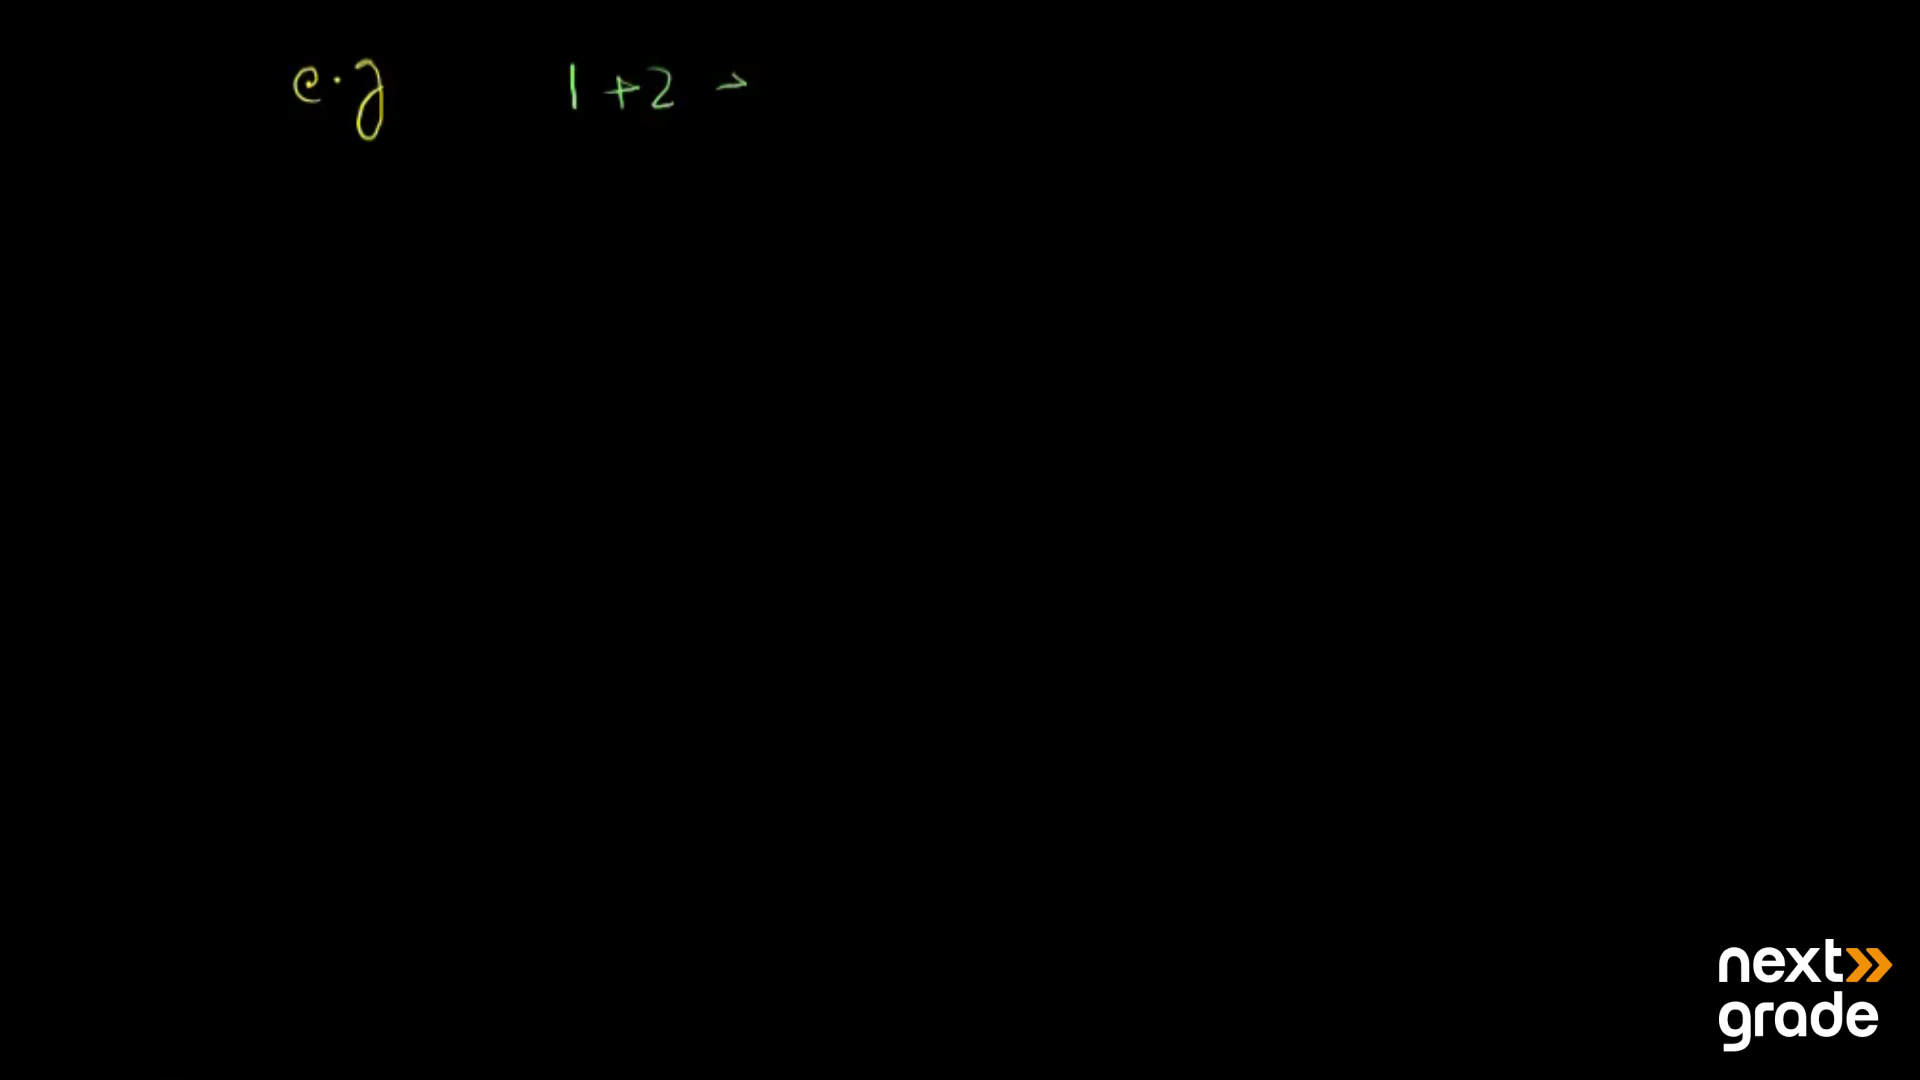 e.g 1 + 2 →
next
grade